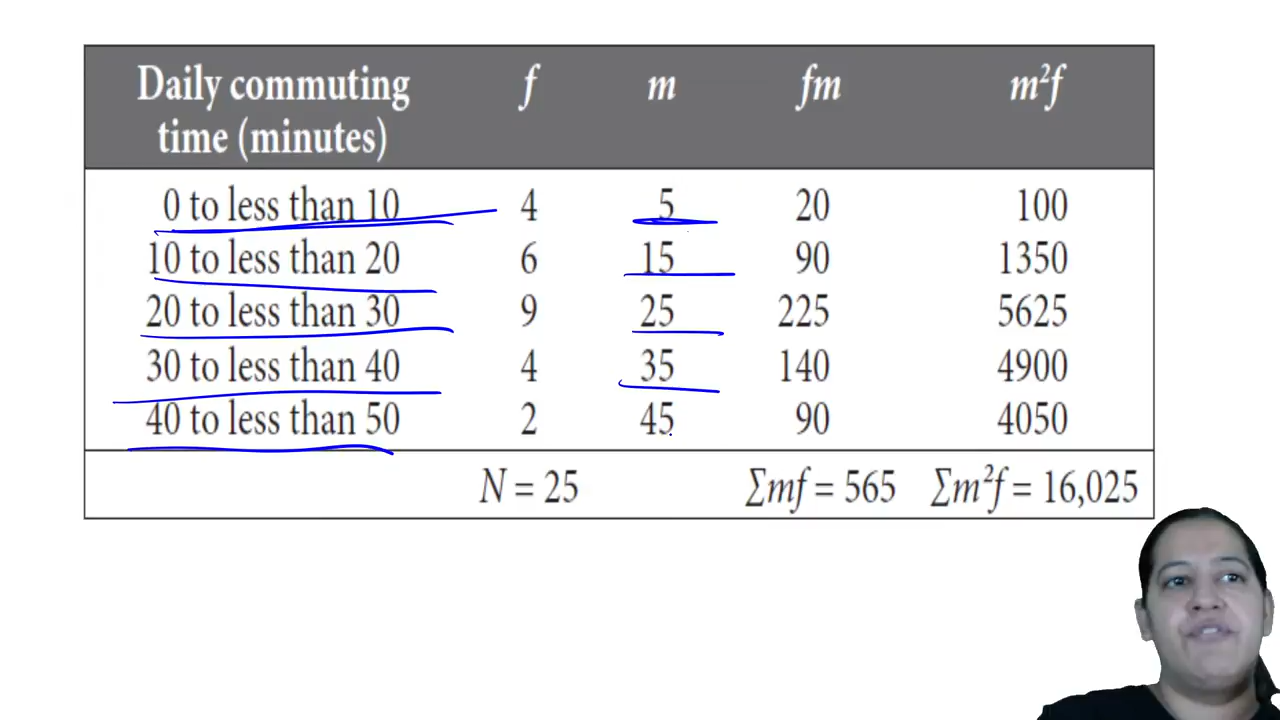 Daily commuting time (minutes) f m fm m²f
0 to less than 10 4 5 20 100
10 to less than 20 6 15 90 1350
20 to less than 30 9 25 225 5625
30 to less than 40 4 35 140 4900
40 to less than 50 2 45 90 4050
N = 25 ∑mf = 565 ∑m²f = 16,025